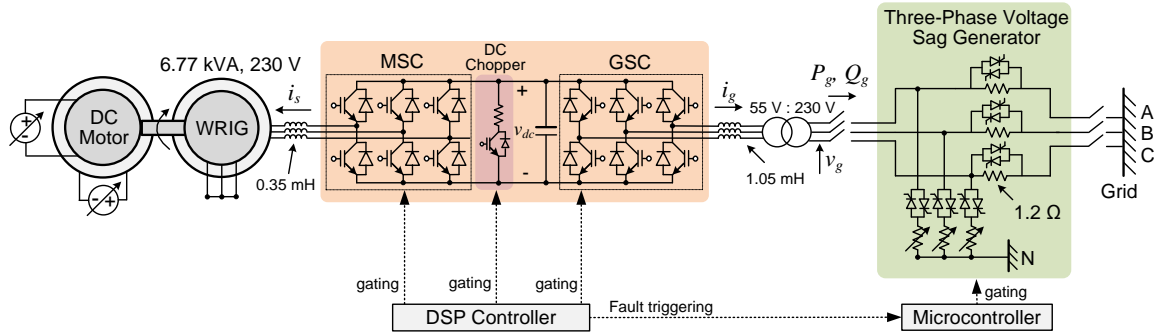 Three-Phase Voltage
Sag Generator
DC
Chopper
MSC
GSC
6.77 kVA, 230 V
P_g, Q_g
i_s
i_g
55 V : 230 V
DC
Motor
WRIG
+
v_dc
-
A
B
C
v_g
0.35 mH
1.05 mH
Grid
1.2 Ω
N
gating
gating
gating
gating
DSP Controller
Fault triggering
Microcontroller